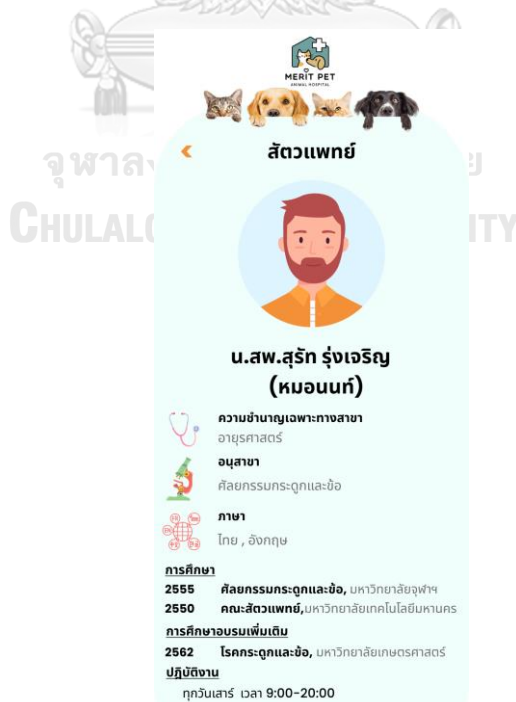 MERIT PET
ANIMAL HOSPITAL
สัตวแพทย์
จุฬาลง
ย
CHULALO
ITY
น.สพ.สุรัท รุ่งเจริญ
(หมอนนท์)
ความชำนาญเฉพาะทางสาขา
อายุรศาสตร์
อนุสาขา
ศัลยกรรมกระดูกและข้อ
ภาษา
ไทย , อังกฤษ
การศึกษา
2555 ศัลยกรรมกระดูกและข้อ, มหาวิทยาลัยจุฬาฯ
2550 คณะสัตวแพทย์,มหาวิทยาลัยเทคโนโลยีมหานคร
การศึกษาอบรมเพิ่มเติม
2562 โรคกระดูกและข้อ, มหาวิทยาลัยเกษตรศาสตร์
ปฏิบัติงาน
ทุกวันเสาร์ เวลา 9:00-20:00